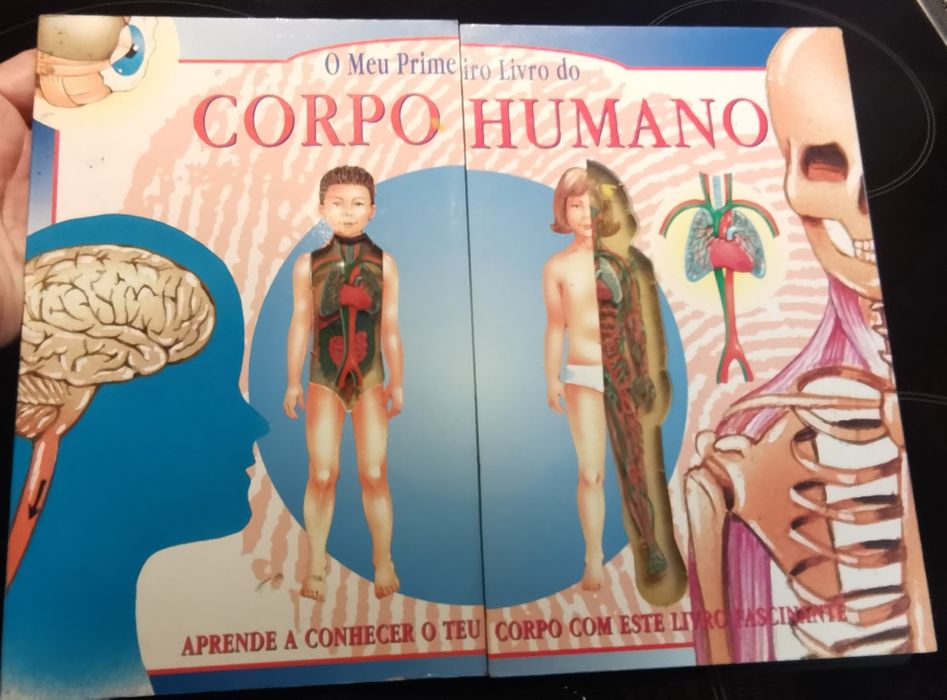 O Meu Primeiro Livro do
CORPO HUMANO
APRENDE A CONHECER O TEU CORPO COM ESTE LIVRO FASCINANTE